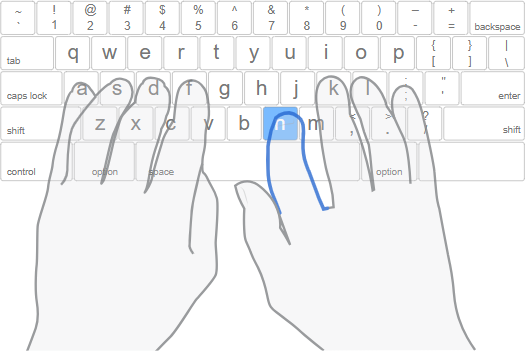 ~ ! @ # $ % ^ & * ( ) – +
` 1 2 3 4 5 6 7 8 9 0 - = backspace
tab q w e r t y u i o p { [ } ] | \
caps lock a s d f g h j k l : ; " ' enter
shift z x c v b n m < , > . ? / shift
control option space option